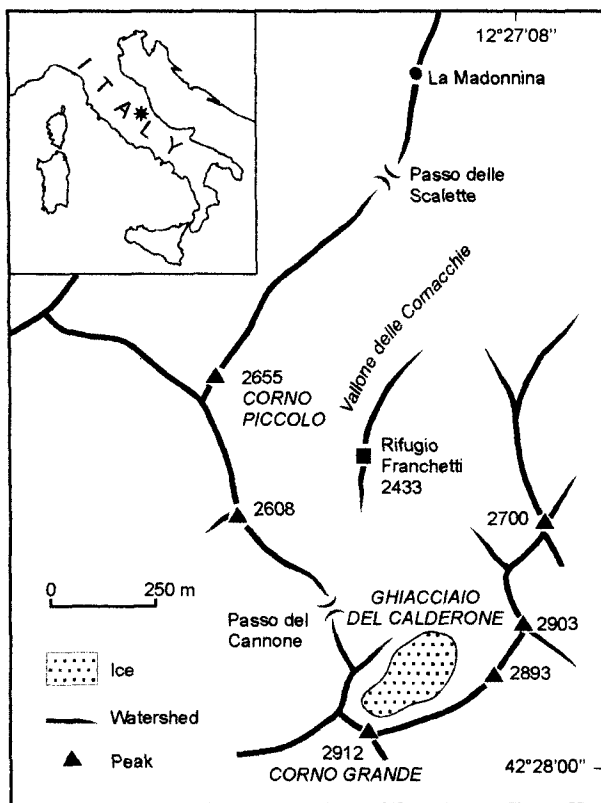 ITALY
12°27'08"
La Madonnina
Passo delle
Scalette
Vallone delle Cornacchie
2655
CORNO
PICCOLO
Rifugio
Franchetti
2433
2608
2700
0 250 m
Passo del
Cannone
GHIACCIAIO
DEL CALDERONE
2903
2893
Ice
Watershed
Peak
2912
CORNO GRANDE
42°28'00"